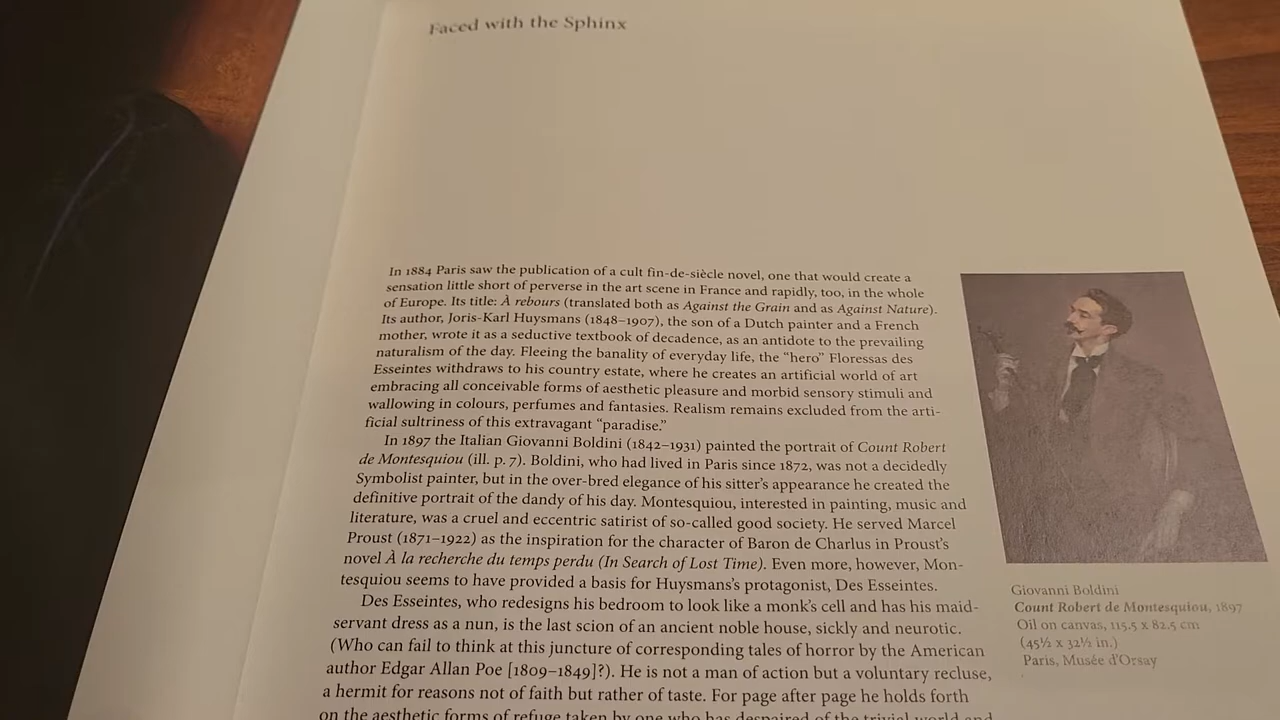 Faced with the Sphinx
In 1884 Paris saw the publication of a cult fin-de-siècle novel, one that would create a
sensation little short of perverse in the art scene in France and rapidly, too, in the whole
of Europe. Its title: À rebours (translated both as Against the Grain and as Against Nature).
Its author, Joris-Karl Huysmans (1848–1907), the son of a Dutch painter and a French
mother, wrote it as a seductive textbook of decadence, as an antidote to the prevailing
naturalism of the day. Fleeing the banality of everyday life, the “hero” Floressas des
Esseintes withdraws to his country estate, where he creates an artificial world of art
embracing all conceivable forms of aesthetic pleasure and morbid sensory stimuli and
wallowing in colours, perfumes and fantasies. Realism remains excluded from the arti-
ficial sultriness of this extravagant “paradise.”
In 1897 the Italian Giovanni Boldini (1842–1931) painted the portrait of Count Robert
de Montesquiou (ill. p. 7). Boldini, who had lived in Paris since 1872, was not a decidedly
Symbolist painter, but in the over-bred elegance of his sitter’s appearance he created the
definitive portrait of the dandy of his day. Montesquiou, interested in painting, music and
literature, was a cruel and eccentric satirist of so-called good society. He served Marcel
Proust (1871–1922) as the inspiration for the character of Baron de Charlus in Proust’s
novel À la recherche du temps perdu (In Search of Lost Time). Even more, however, Mon-
tesquiou seems to have provided a basis for Huysmans’s protagonist, Des Esseintes.
Des Esseintes, who redesigns his bedroom to look like a monk’s cell and has his maid-
servant dress as a nun, is the last scion of an ancient noble house, sickly and neurotic.
(Who can fail to think at this juncture of corresponding tales of horror by the American
author Edgar Allan Poe [1809–1849]?). He is not a man of action but a voluntary recluse,
a hermit for reasons not of faith but rather of taste. For page after page he holds forth
on the aesthetic forms of refuge taken by one who has despaired of the trivial world and
Giovanni Boldini
Count Robert de Montesquiou, 1897
Oil on canvas, 115.5 x 82.5 cm
(45½ x 32½ in.)
Paris, Musée d’Orsay